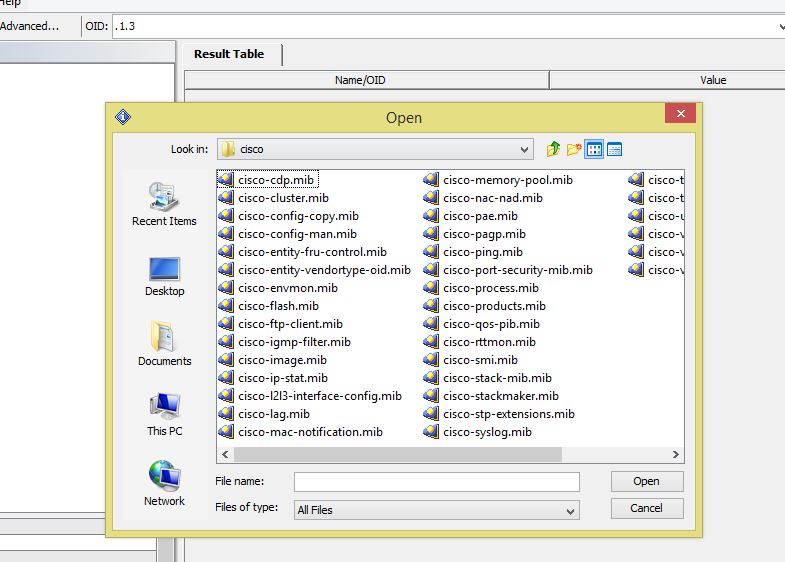 Help
Advanced... OID: .1.3
Result Table
Name/OID Value
Open
Look in: cisco
Recent Items
Desktop
Documents
This PC
Network
cisco-cdp.mib
cisco-cluster.mib
cisco-config-copy.mib
cisco-config-man.mib
cisco-entity-fru-control.mib
cisco-entity-vendortype-oid.mib
cisco-envmon.mib
cisco-flash.mib
cisco-ftp-client.mib
cisco-igmp-filter.mib
cisco-image.mib
cisco-ip-stat.mib
cisco-l2l3-interface-config.mib
cisco-lag.mib
cisco-mac-notification.mib
cisco-memory-pool.mib
cisco-nac-nad.mib
cisco-pae.mib
cisco-pagp.mib
cisco-ping.mib
cisco-port-security-mib.mib
cisco-process.mib
cisco-products.mib
cisco-qos-pib.mib
cisco-rttmon.mib
cisco-smi.mib
cisco-stack-mib.mib
cisco-stackmaker.mib
cisco-stp-extensions.mib
cisco-syslog.mib
cisco-t
cisco-t
cisco-u
cisco-v
cisco-v
cisco-v
File name:
Open
Files of type: All Files
Cancel